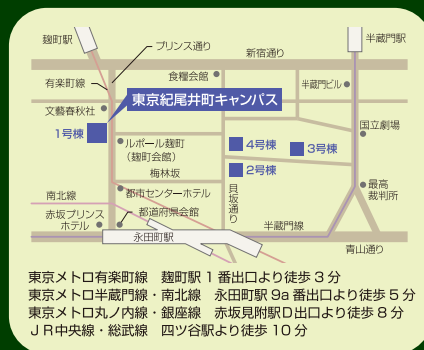 麹町駅
プリンス通り
半蔵門駅
新宿通り
有楽町線
食糧会館
半蔵門ビル
文藝春秋社
東京紀尾井町キャンパス
1号棟
国立劇場
ルポール麹町
(麹町会館)
4号棟
3号棟
梅林坂
2号棟
南北線
都市センターホテル
貝坂通り
最高
裁判所
赤坂プリンス
ホテル
都道府県会館
半蔵門線
永田町駅
青山通り
東京メトロ有楽町線 麹町駅 1 番出口より徒歩 3 分
東京メトロ半蔵門線・南北線 永田町駅 9a 番出口より徒歩 5 分
東京メトロ丸ノ内線・銀座線 赤坂見附駅D出口より徒歩 8 分
JR中央線・総武線 四ツ谷駅より徒歩 10 分